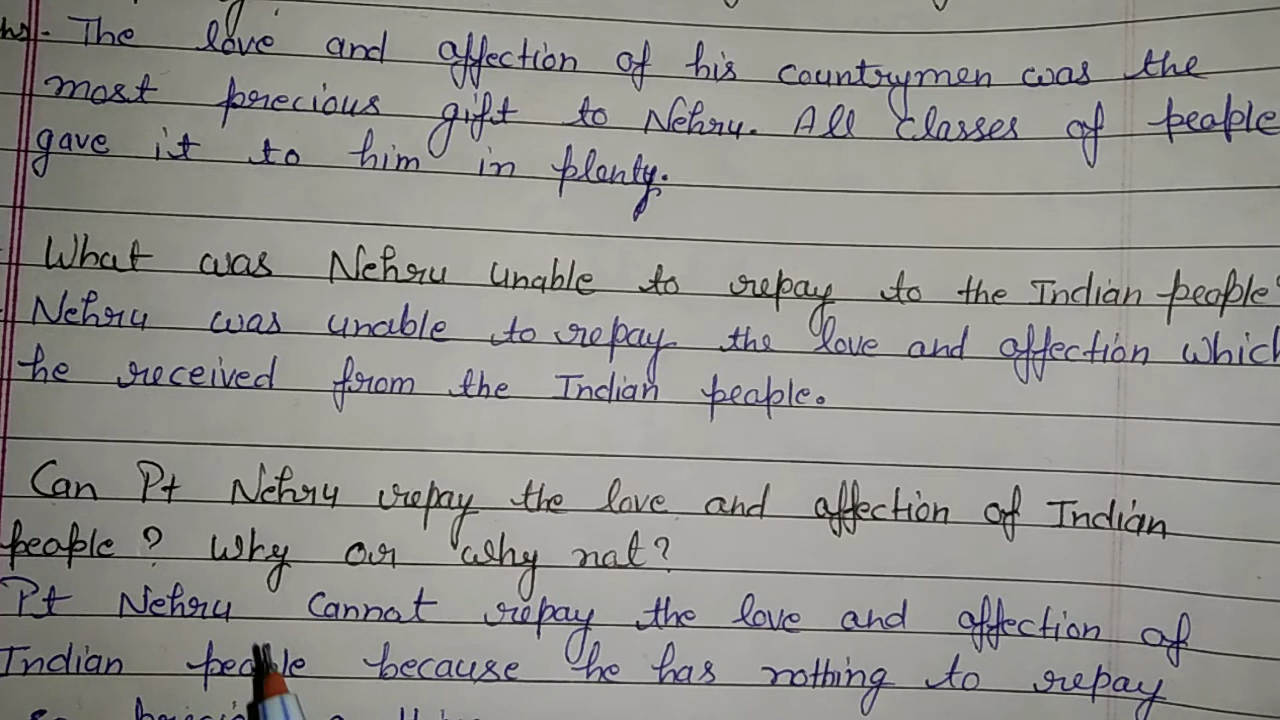 Ans- The love and affection of his countrymen was the
most precious gift to Nehru. All classes of people
gave it to him in plenty.
What was Nehru unable to repay to the Indian people?
Nehru was unable to repay the love and affection which
he received from the Indian people.
Can Pt Nehru repay the love and affection of Indian
people? Why or why not?
Pt Nehru cannot repay the love and affection of
Indian people because he has nothing to repay